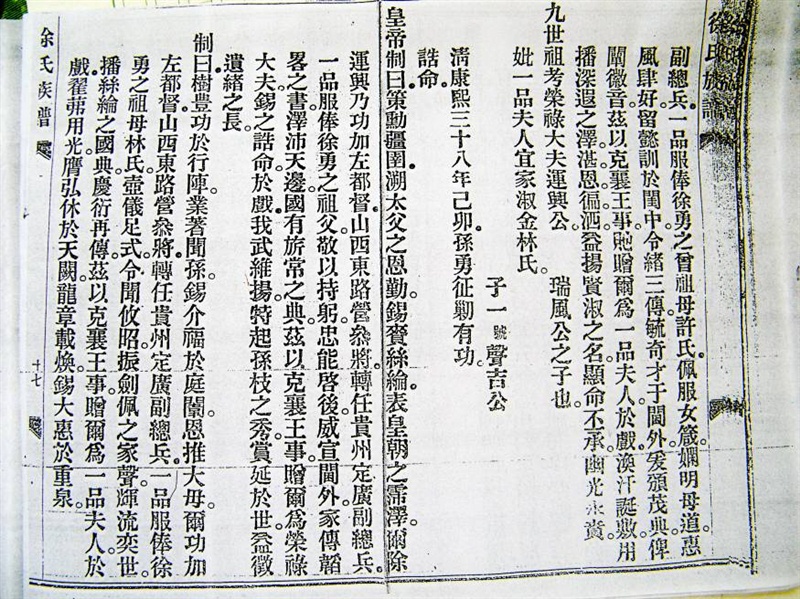 徐氏族譜
副總兵。一品服俸徐勇之曾祖母許氏。佩服女箴。嫻明母道。惠
風肆好。留懿訓於閨中。令緒三傳。毓奇才于閫外。爰頒茂典。俾
闡徽音。茲以克襄王事。貤贈爾爲一品夫人。於戲。渙汗誕敷。用
播深遐之澤。湛恩徧洒。益揚賢淑之名。顯命丕承。幽光永賁。
九世祖考榮祿大夫運興公 瑞風公之子也
妣一品夫人宜家淑金林氏。 子一號聲吉公
清康熙三十八年己卯。孫勇征勦有功。
誥命。
皇帝制曰。策勳疆圉。溯太父之恩勤。錫賚絲綸。表皇朝之霈澤。爾徐
運興。乃功加左都督山西東路營叅將。轉任貴州定廣副總兵。
一品服俸徐勇之祖父。敬以持躬。忠能啓後。威宣閫外。家傳韜
畧之書。澤沛天邊。國有旂常之典。茲以克襄王事。贈爾爲榮祿
大夫。錫之誥命。於戲。我武維揚。特起孫枝之秀。賞延於世。益徵
遺緒之長。
制曰。樹豐功於行陣。業著聞孫。錫介福於庭闈。恩推大母。爾功加
左都督山西東路營叅將。轉任貴州定廣副總兵。一品服俸徐
勇之祖母林氏。壺儀足式。令聞攸昭。振劍佩之家聲。輝流奕世。
播絲綸之國典。慶衍再傳。茲以克襄王事。贈爾爲一品夫人。於
戲。翟茀用光。膺弘休於天闕。龍章載煥。錫大惠於重泉。
余氏族譜
十七